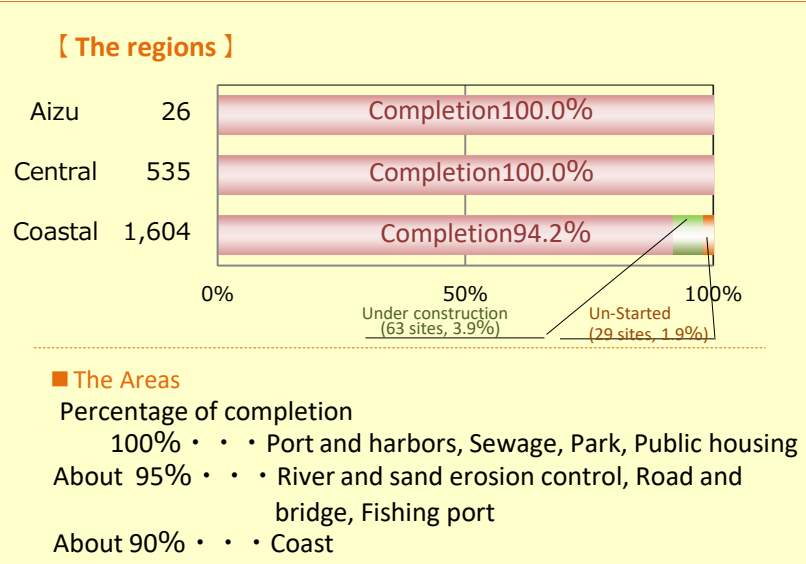 【 The regions 】
Aizu 26 Completion100.0%
Central 535 Completion100.0%
Coastal 1,604 Completion94.2%
0% 50% 100%
Under construction
(63 sites, 3.9%)
Un-Started
(29 sites, 1.9%)
■ The Areas
Percentage of completion
100%・・・Port and harbors, Sewage, Park, Public housing
About 95%・・・River and sand erosion control, Road and
bridge, Fishing port
About 90%・・・Coast